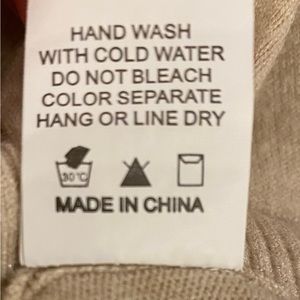 HAND WASH
WITH COLD WATER
DO NOT BLEACH
COLOR SEPARATE
HANG OR LINE DRY
30°C
MADE IN CHINA